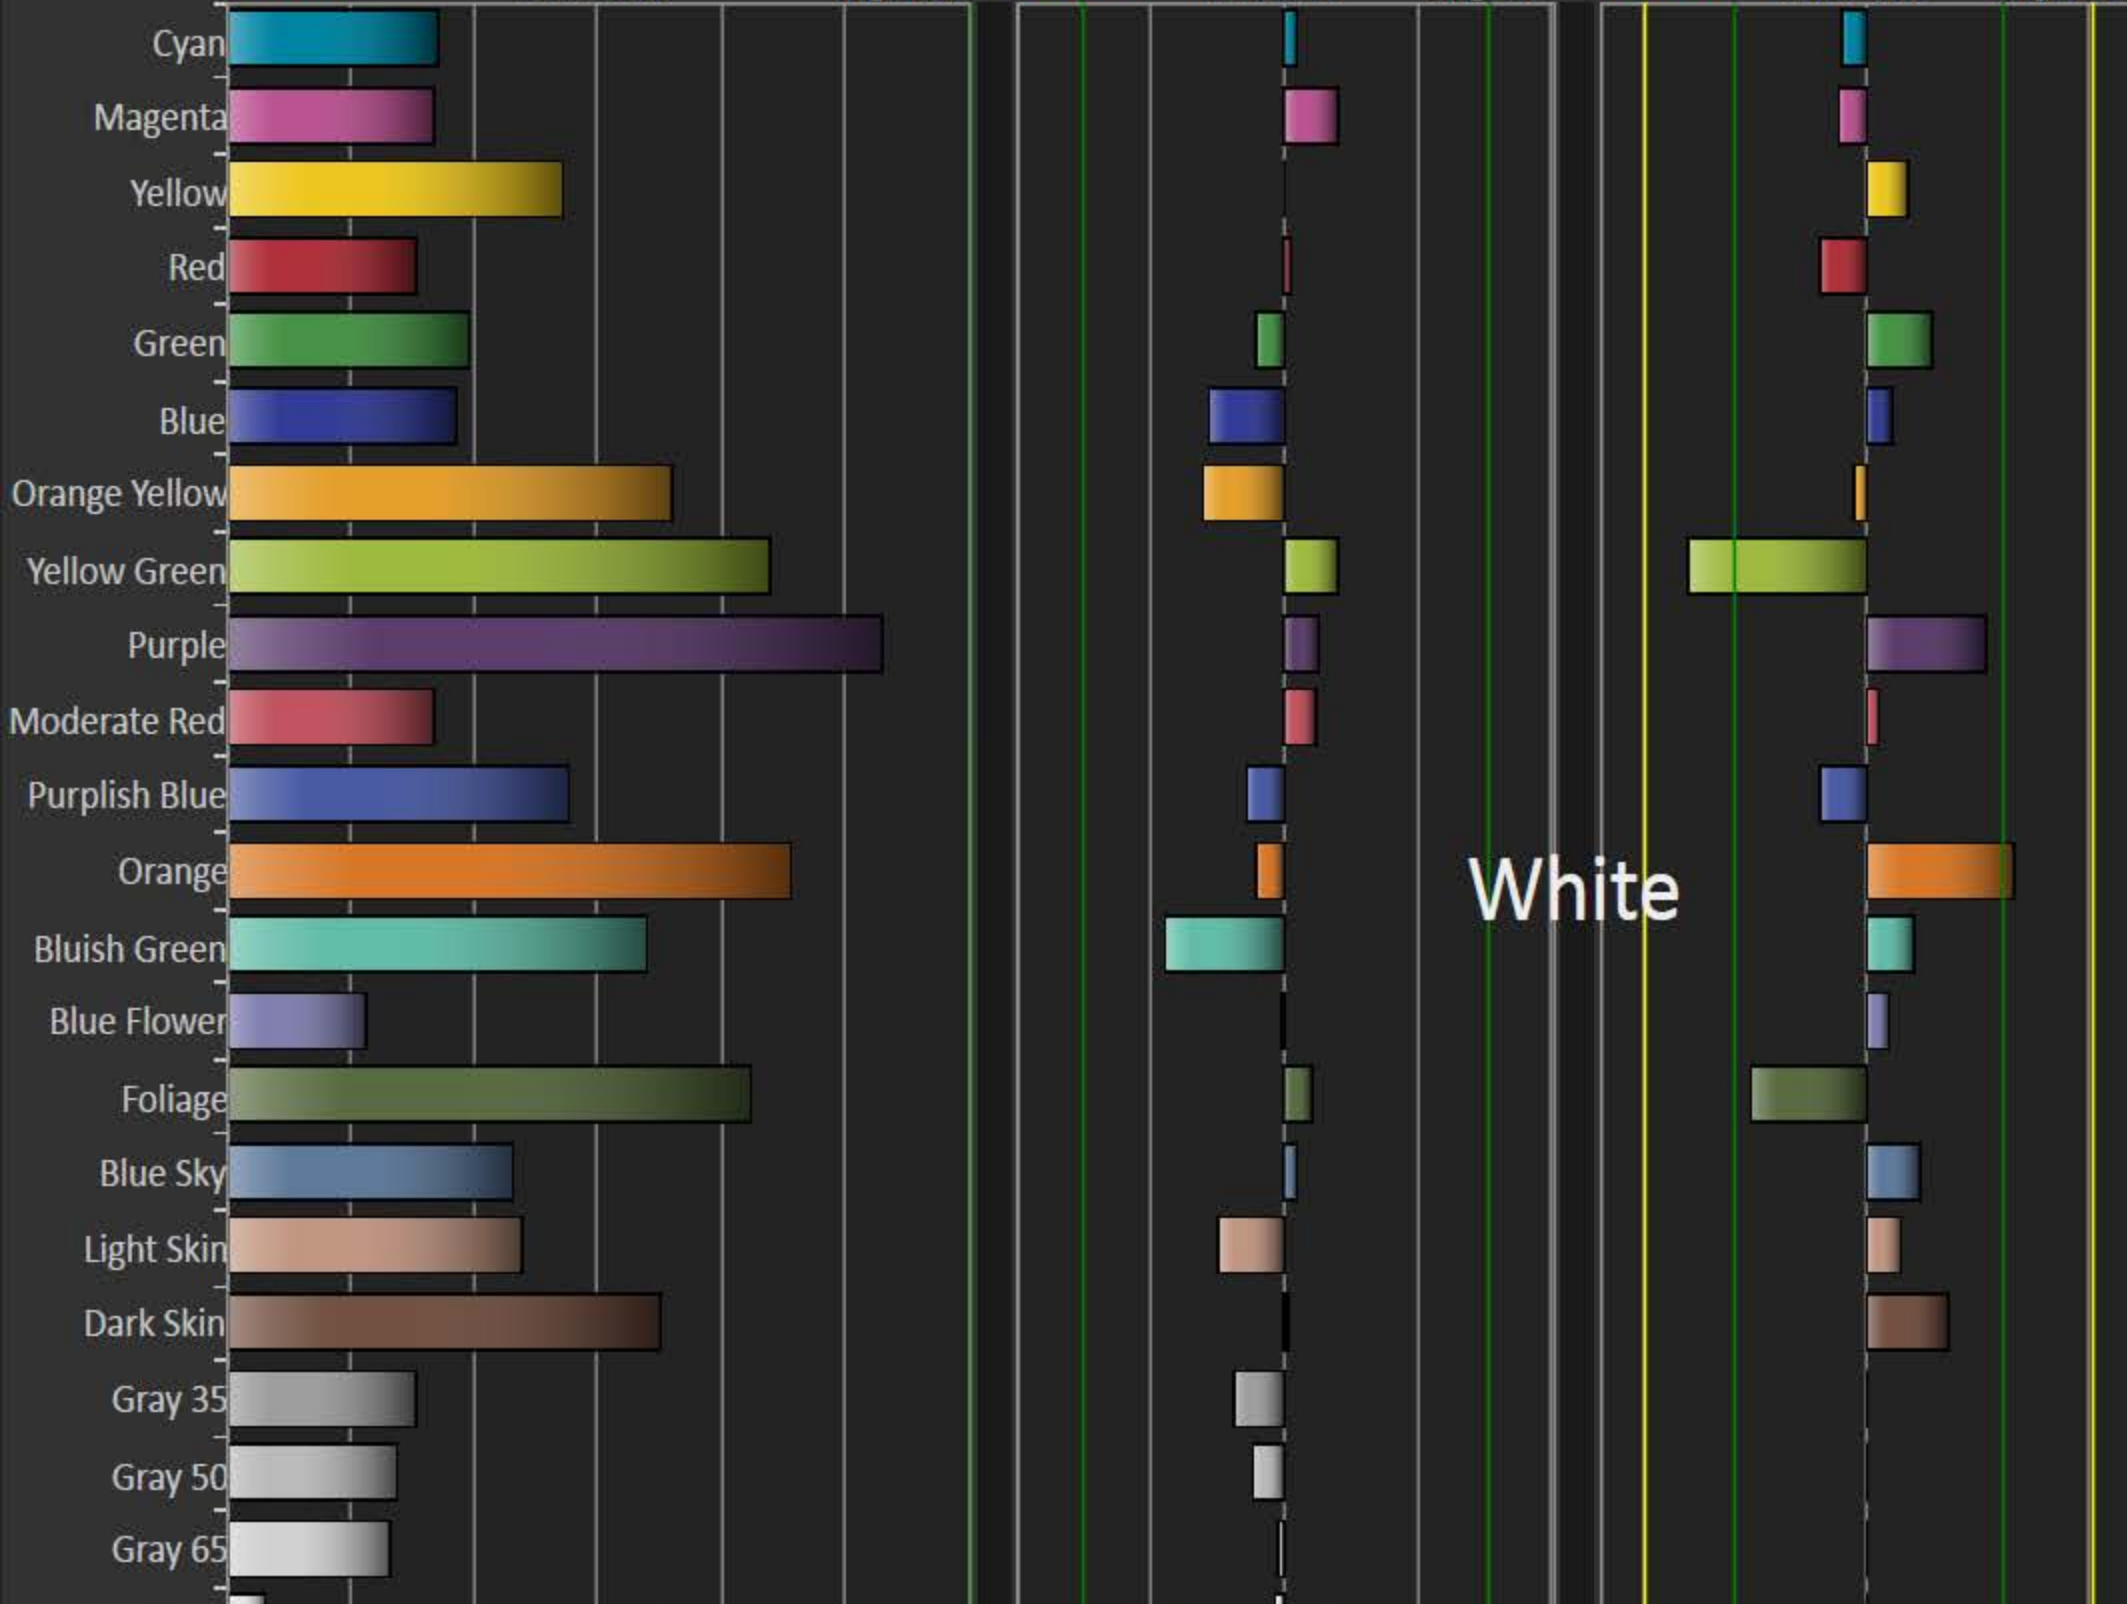 Cyan
Magenta
Yellow
Red
Green
Blue
Orange Yellow
Yellow Green
Purple
Moderate Red
Purplish Blue
Orange
White
Bluish Green
Blue Flower
Foliage
Blue Sky
Light Skin
Dark Skin
Gray 35
Gray 50
Gray 65